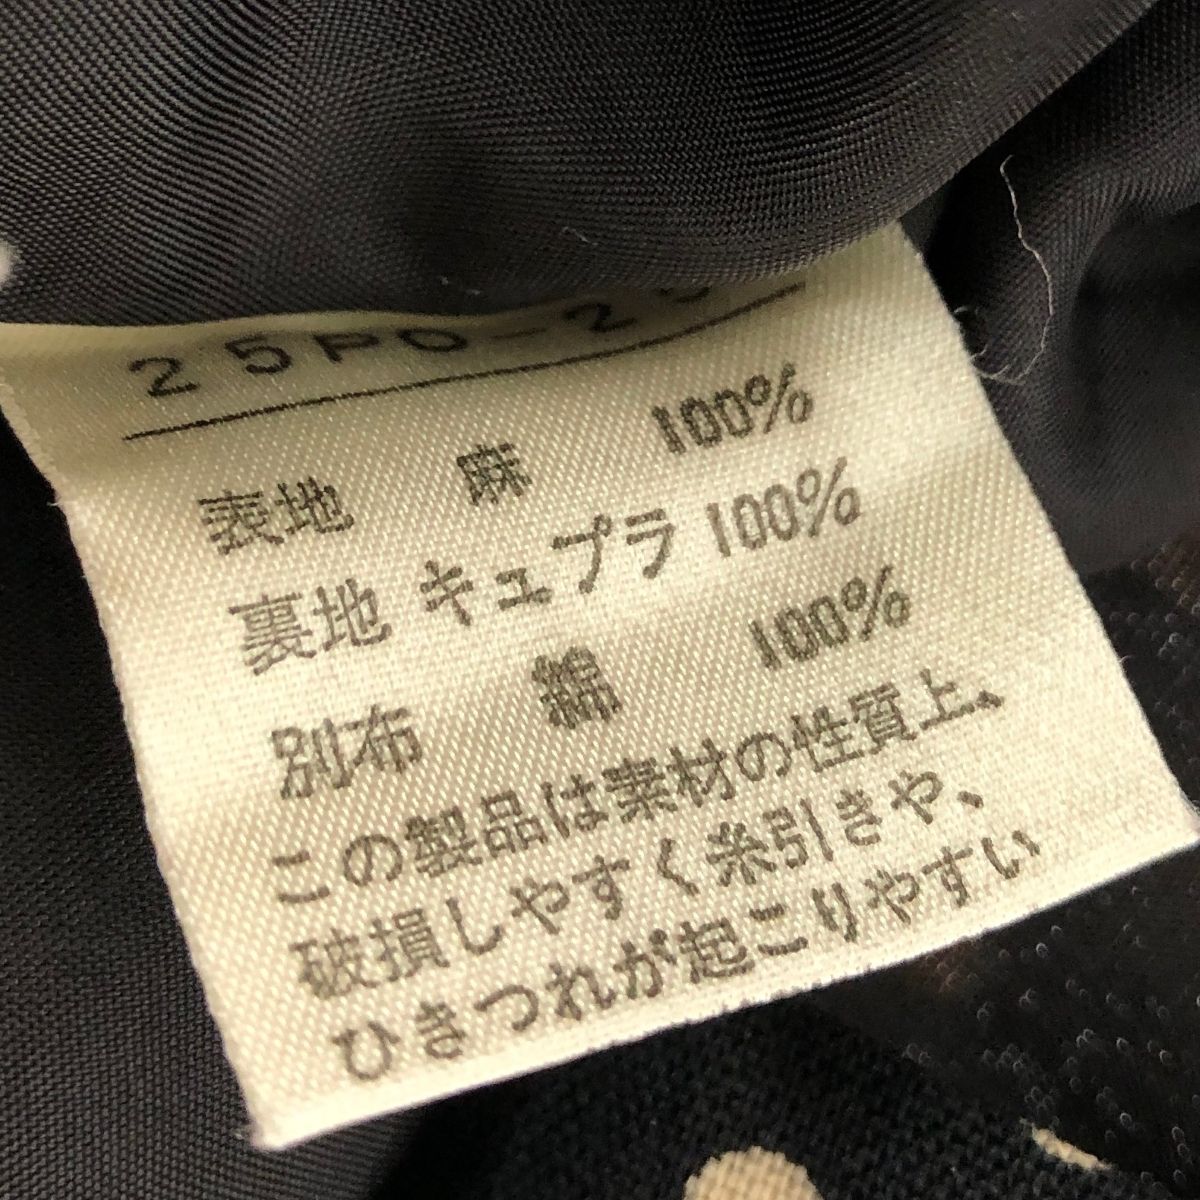 25PO-2
表地 麻 100%
裏地 キュプラ 100%
別布 綿 100%
この製品は素材の性質上、
破損しやすく糸引きや、
ひきつれが起こりやすい